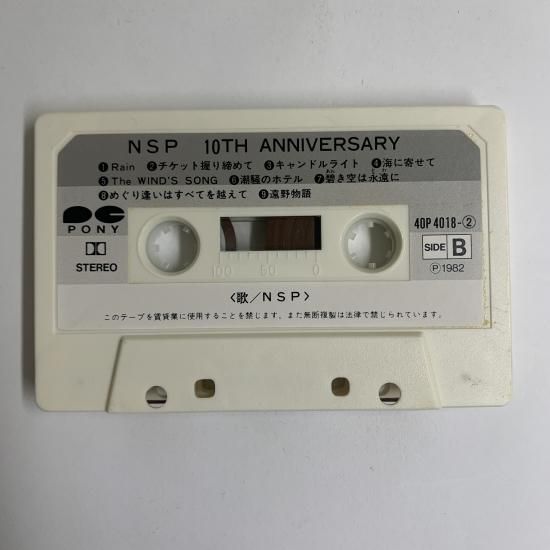 NSP 10TH ANNIVERSARY
❶Rain ❷チケット握り締めて ❸キャンドルライト ❹海に寄せて
❺The WIND'S SONG ❻潮騒のホテル ❼碧き空は永遠に
あお とわ
❽めぐり逢いはすべてを越えて ❾遠野物語
PONY
STEREO
40P 4018-②
SIDE B
Ⓟ1982
100 50 0
〈歌/NSP〉
このテープを賃貸業に使用することを禁じます。また無断複製は法律で禁じられています。